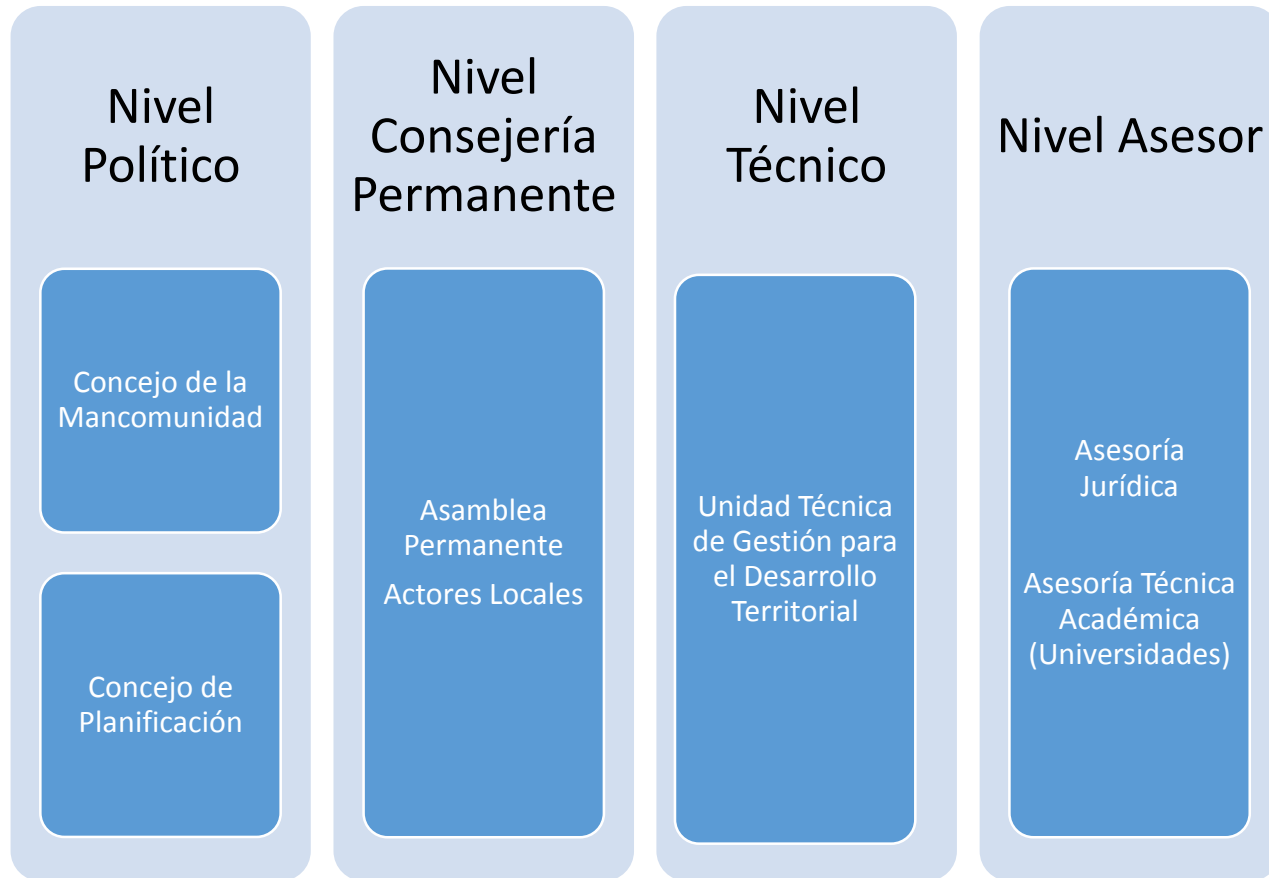 Nivel
Político
Concejo de la
Mancomunidad
Concejo de
Planificación
Nivel
Consejería
Permanente
Asamblea
Permanente
Actores Locales
Nivel
Técnico
Unidad Técnica
de Gestión para
el Desarrollo
Territorial
Nivel Asesor
Asesoría
Jurídica
Asesoría Técnica
Académica
(Universidades)